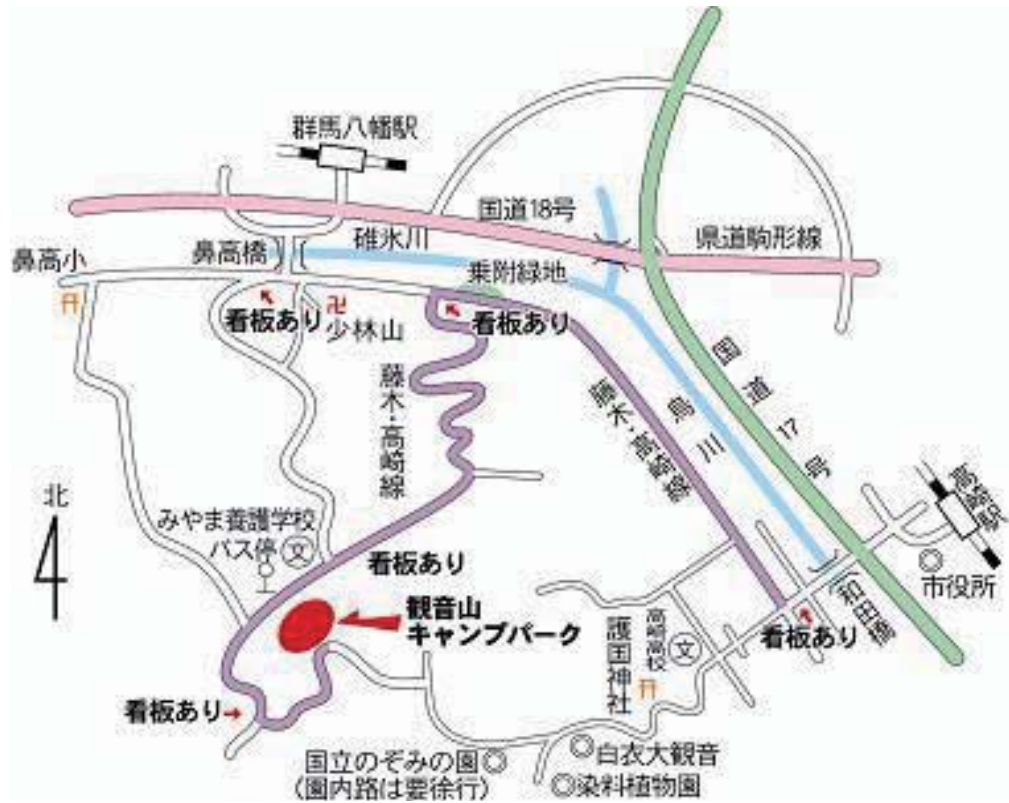 群馬八幡駅
国道18号
県道駒形線
碓氷川
鼻高橋
鼻高小
乗附緑地
看板あり
卍
少林山
看板あり
国道17号
藤木・高崎線
藤木・高崎線
烏川
北
高崎駅
みやま養護学校
バス停
文
看板あり
市役所
和田橋
観音山
キャンプパーク
高崎高校
文
看板あり
護国神社
看板あり
国立のぞみの園
(園内路は要徐行)
白衣大観音
染料植物園